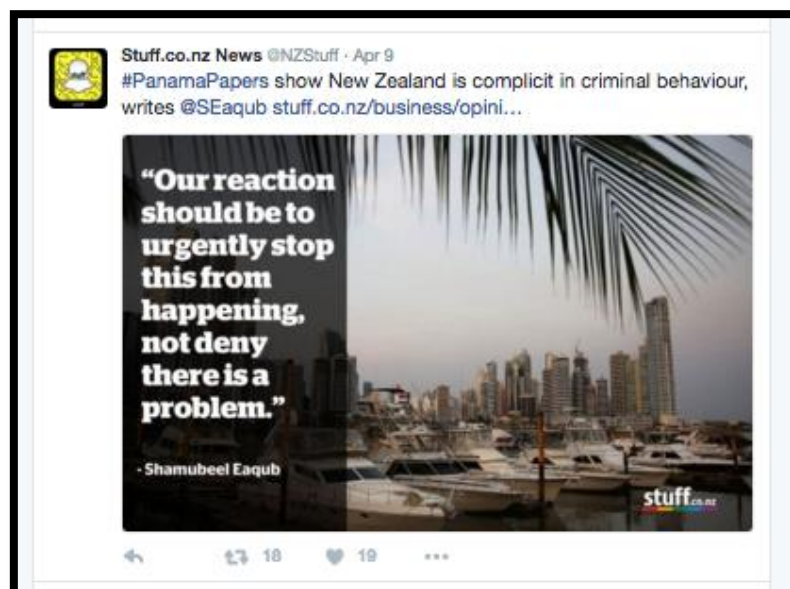 Stuff.co.nz News @NZStuff · Apr 9
#PanamaPapers show New Zealand is complicit in criminal behaviour,
writes @SEaqub stuff.co.nz/business/opini...
“Our reaction
should be to
urgently stop
this from
happening,
not deny
there is a
problem.”
- Shamubeel Eaqub
stuff.co.nz
18 19